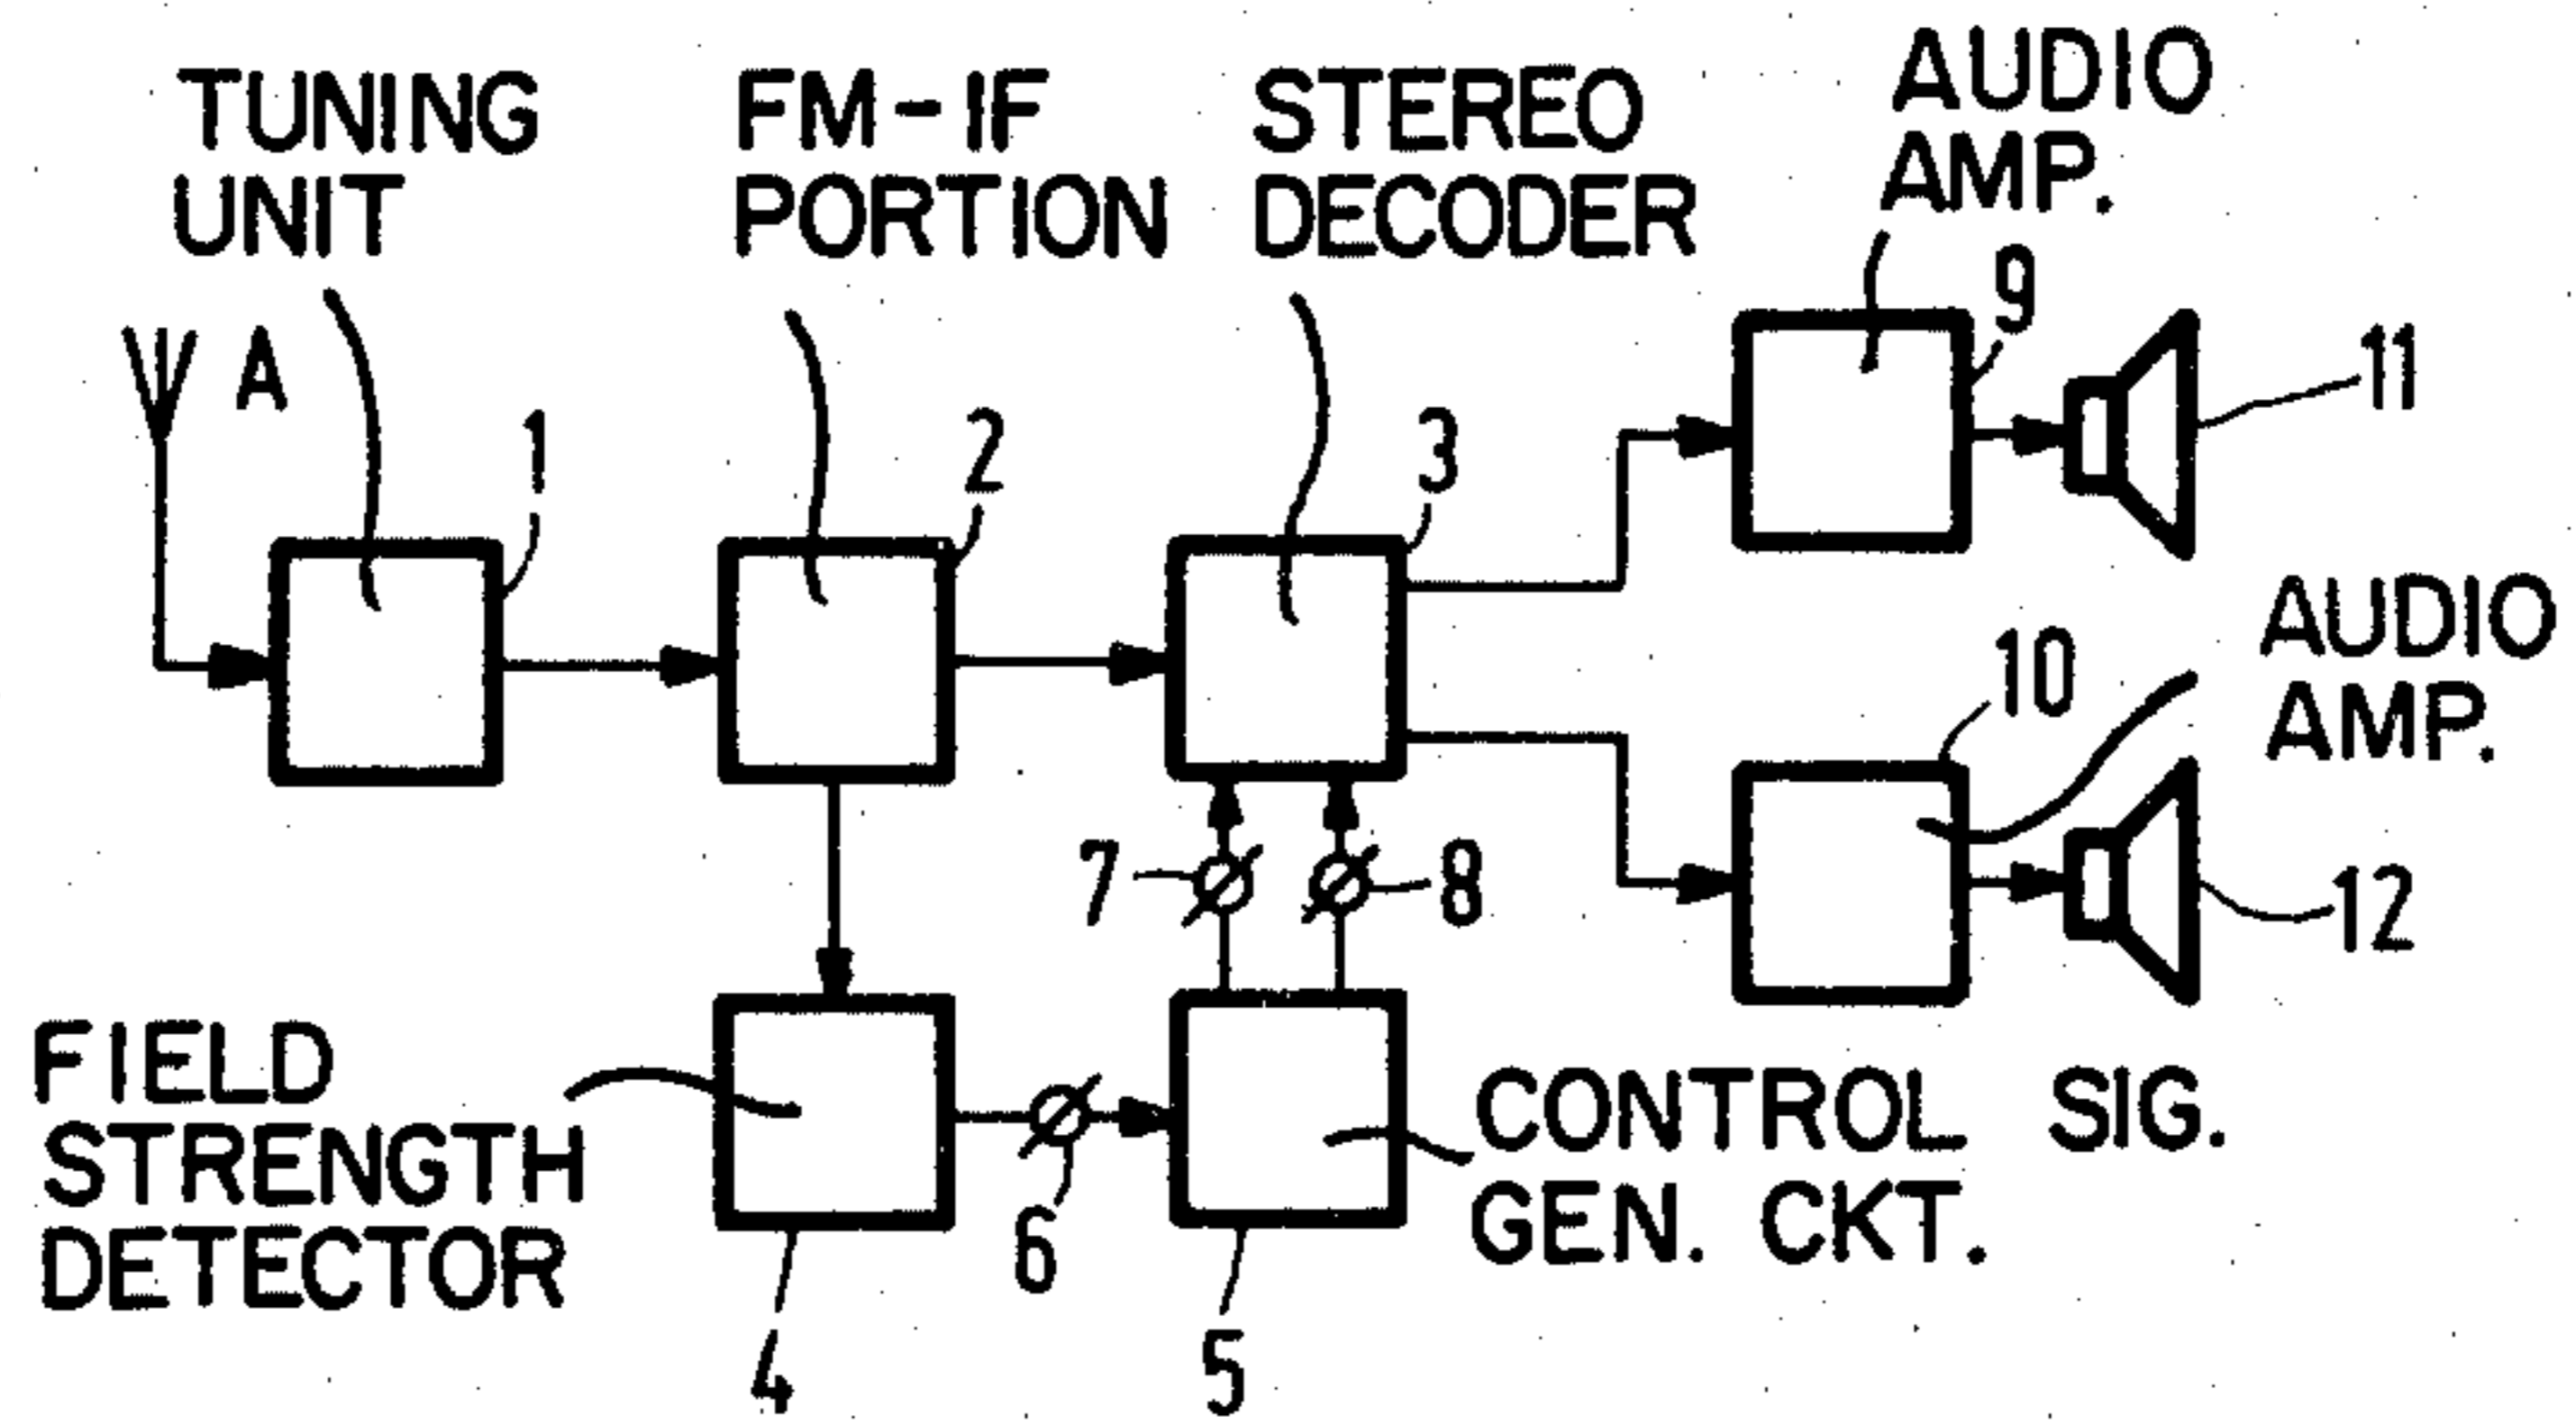 TUNING
UNIT
FM-IF
PORTION
STEREO
DECODER
AUDIO
AMP.
9
A
1
2
3
11
AUDIO
AMP.
10
7
8
12
FIELD
STRENGTH
DETECTOR
6
CONTROL SIG.
GEN. CKT.
4
5